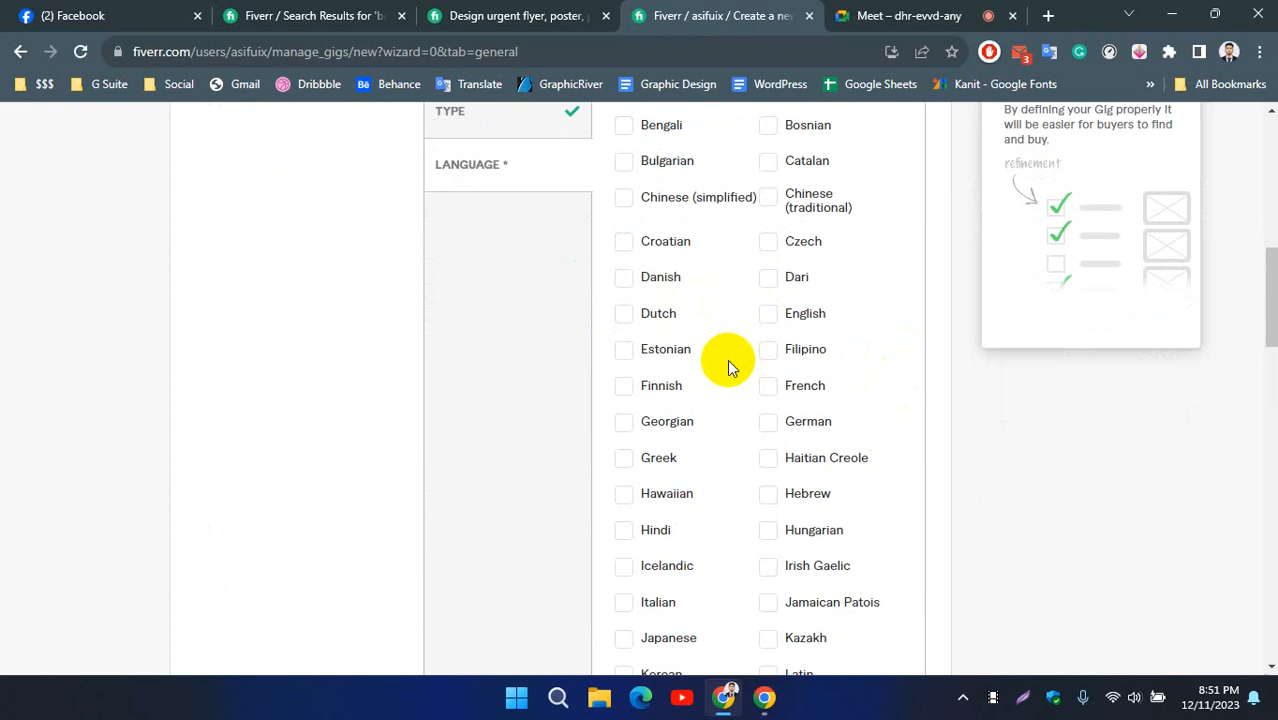 Facebook
Fiverr / Search Results for 'b
Design urgent flyer, poster, p
Fiverr / asifuix / Create a new
Meet – dhr-evvd-any
fiverr.com/users/asifuix/manage_gigs/new?wizard=0&tab=general
3
$$$
G Suite
Social
Gmail
Dribbble
Behance
Translate
GraphicRiver
Graphic Design
WordPress
Google Sheets
Kanit - Google Fonts
»
All Bookmarks
TYPE
LANGUAGE *
Bengali
Bosnian
Bulgarian
Catalan
Chinese (simplified)
Chinese
(traditional)
Croatian
Czech
Danish
Dari
Dutch
English
Estonian
Filipino
Finnish
French
Georgian
German
Greek
Haitian Creole
Hawaiian
Hebrew
Hindi
Hungarian
Icelandic
Irish Gaelic
Italian
Jamaican Patois
Japanese
Kazakh
Korean
Latin
By defining your Gig properly it
will be easier for buyers to find
and buy.
refinement
8:51 PM
12/11/2023